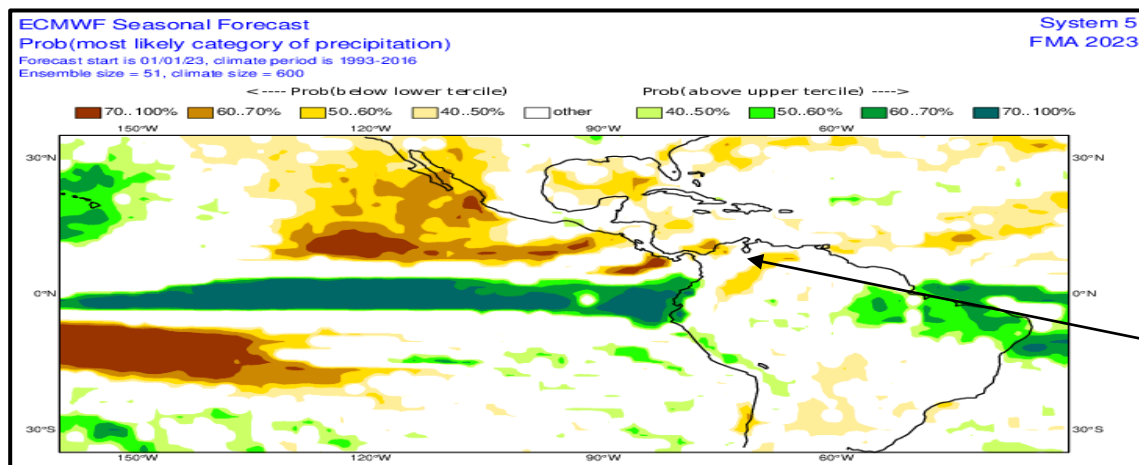 ECMWF Seasonal Forecast
System 5
Prob(most likely category of precipitation)
FMA 2023
Forecast start is 01/01/23, climate period is 1993-2016
Ensemble size = 51, climate size = 600
<---- Prob(below lower tercile)
Prob(above upper tercile) ---->
70..100% 60..70% 50..60% 40..50% other 40..50% 50..60% 60..70% 70..100%
150°W 120°W 90°W 60°W
30°N 30°N
0°N 0°N
30°S 30°S
150°W 120°W 90°W 60°W